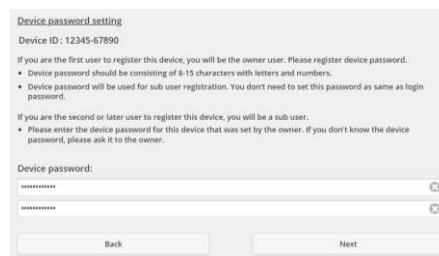 Device password setting
Device ID : 12345-67890
If you are the first user to register this device, you will be the owner user. Please register device password.
▪ Device password should be consisting of 8-15 characters with letters and numbers.
▪ Device password will be used for sub user registration. You don't need to set this password as same as login
password.
If you are the second or later user to register this device, you will be a sub user.
▪ Please enter the device password for this device that was set by the owner. If you don't know the device
password, please ask it to the owner.
Device password:
••••••••••••
••••••••••••
Back Next